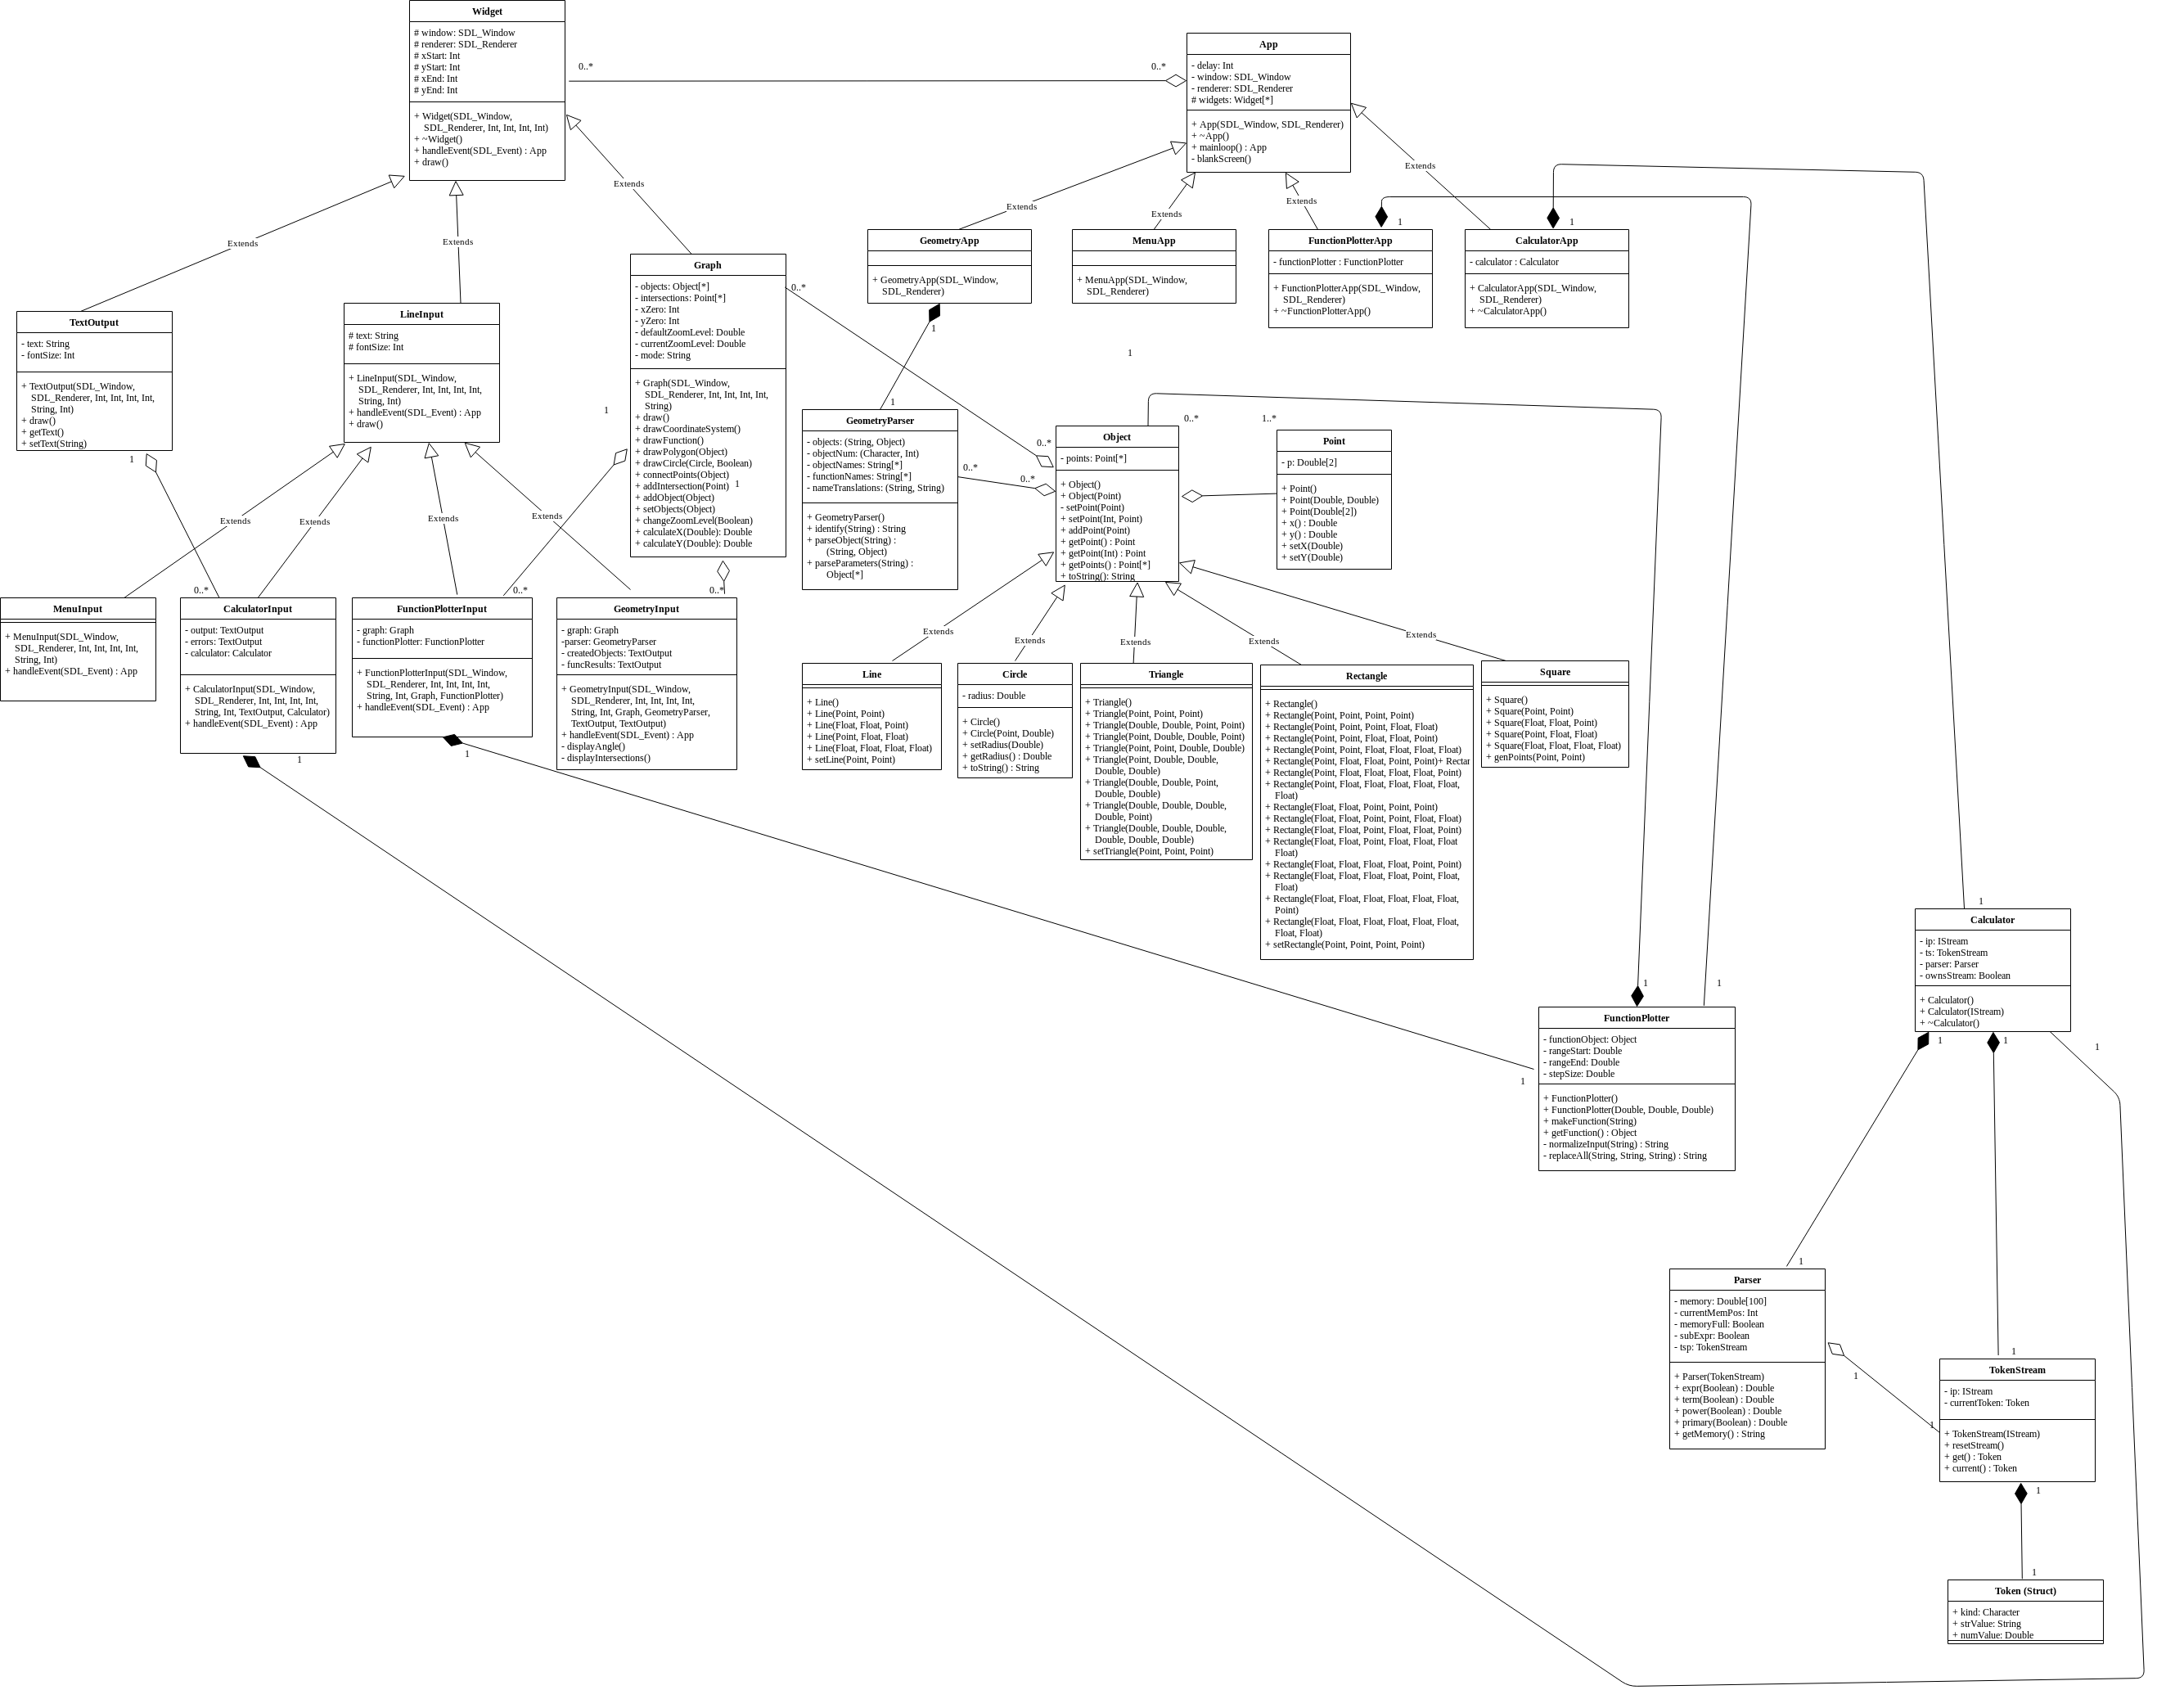 Widget
# window: SDL_Window
# renderer: SDL_Renderer
# xStart: Int
# yStart: Int
# xEnd: Int
# yEnd: Int
+ Widget(SDL_Window,
SDL_Renderer, Int, Int, Int, Int)
+ ~Widget()
+ handleEvent(SDL_Event) : App
+ draw()
0..*
0..*
App
- delay: Int
- window: SDL_Window
- renderer: SDL_Renderer
# widgets: Widget[*]
+ App(SDL_Window, SDL_Renderer)
+ ~App()
+ mainloop() : App
- blankScreen()
Extends
Extends
Extends
Extends
Extends
Extends
Extends
GeometryApp
+ GeometryApp(SDL_Window,
SDL_Renderer)
1
MenuApp
+ MenuApp(SDL_Window,
SDL_Renderer)
1
FunctionPlotterApp
- functionPlotter : FunctionPlotter
+ FunctionPlotterApp(SDL_Window,
SDL_Renderer)
+ ~FunctionPlotterApp()
1
CalculatorApp
- calculator : Calculator
+ CalculatorApp(SDL_Window,
SDL_Renderer)
+ ~CalculatorApp()
Graph
- objects: Object[*]
- intersections: Point[*]
- xZero: Int
- yZero: Int
- defaultZoomLevel: Double
- currentZoomLevel: Double
- mode: String
+ Graph(SDL_Window,
SDL_Renderer, Int, Int, Int, Int,
String)
+ draw()
+ drawCoordinateSystem()
+ drawFunction()
+ drawPolygon(Object)
+ drawCircle(Circle, Boolean)
+ connectPoints(Object)
+ addIntersection(Point)
1
+ addObject(Object)
+ setObjects(Object)
+ changeZoomLevel(Boolean)
+ calculateX(Double): Double
+ calculateY(Double): Double
0..*
0..*
1
TextOutput
- text: String
- fontSize: Int
+ TextOutput(SDL_Window,
SDL_Renderer, Int, Int, Int, Int,
String, Int)
+ draw()
+ getText()
+ setText(String)
1
LineInput
# text: String
# fontSize: Int
+ LineInput(SDL_Window,
SDL_Renderer, Int, Int, Int, Int,
String, Int)
+ handleEvent(SDL_Event) : App
+ draw()
1
1
GeometryParser
- objects: (String, Object)
- objectNum: (Character, Int)
- objectNames: String[*]
- functionNames: String[*]
- nameTranslations: (String, String)
+ GeometryParser()
+ identify(String) : String
+ parseObject(String) :
(String, Object)
+ parseParameters(String) :
Object[*]
0..*
0..*
Object
- points: Point[*]
+ Object()
+ Object(Point)
- setPoint(Point)
+ setPoint(Int, Point)
+ addPoint(Point)
+ getPoint() : Point
+ getPoint(Int) : Point
+ getPoints() : Point[*]
+ toString(): String
0..*
1..*
Point
- p: Double[2]
+ Point()
+ Point(Double, Double)
+ Point(Double[2])
+ x() : Double
+ y() : Double
+ setX(Double)
+ setY(Double)
Extends
Extends
Extends
Extends
0..*
0..*
0..*
MenuInput
+ MenuInput(SDL_Window,
SDL_Renderer, Int, Int, Int, Int,
String, Int)
+ handleEvent(SDL_Event) : App
CalculatorInput
- output: TextOutput
- errors: TextOutput
- calculator: Calculator
+ CalculatorInput(SDL_Window,
SDL_Renderer, Int, Int, Int, Int,
String, Int, TextOutput, Calculator)
+ handleEvent(SDL_Event) : App
1
FunctionPlotterInput
- graph: Graph
- functionPlotter: FunctionPlotter
+ FunctionPlotterInput(SDL_Window,
SDL_Renderer, Int, Int, Int, Int,
String, Int, Graph, FunctionPlotter)
+ handleEvent(SDL_Event) : App
1
GeometryInput
- graph: Graph
-parser: GeometryParser
- createdObjects: TextOutput
- funcResults: TextOutput
+ GeometryInput(SDL_Window,
SDL_Renderer, Int, Int, Int, Int,
String, Int, Graph, GeometryParser,
TextOutput, TextOutput)
+ handleEvent(SDL_Event) : App
- displayAngle()
- displayIntersections()
Extends
Extends
Extends
Extends
Extends
Line
+ Line()
+ Line(Point, Point)
+ Line(Float, Float, Point)
+ Line(Point, Float, Float)
+ Line(Float, Float, Float, Float)
+ setLine(Point, Point)
Circle
- radius: Double
+ Circle()
+ Circle(Point, Double)
+ setRadius(Double)
+ getRadius() : Double
+ toString() : String
Triangle
+ Triangle()
+ Triangle(Point, Point, Point)
+ Triangle(Double, Double, Point, Point)
+ Triangle(Point, Double, Double, Point)
+ Triangle(Point, Point, Double, Double)
+ Triangle(Point, Double, Double,
Double, Double)
+ Triangle(Double, Double, Point,
Double, Double)
+ Triangle(Double, Double, Double,
Double, Point)
+ Triangle(Double, Double, Double,
Double, Double, Double)
+ setTriangle(Point, Point, Point)
Rectangle
+ Rectangle()
+ Rectangle(Point, Point, Point, Point)
+ Rectangle(Point, Point, Point, Float, Float)
+ Rectangle(Point, Point, Float, Float, Point)
+ Rectangle(Point, Point, Float, Float, Float, Float)
+ Rectangle(Point, Float, Float, Point, Point)+ Rectar
+ Rectangle(Point, Float, Float, Float, Float, Point)
+ Rectangle(Point, Float, Float, Float, Float, Float,
Float)
+ Rectangle(Float, Float, Point, Point, Point)
+ Rectangle(Float, Float, Point, Point, Float, Float)
+ Rectangle(Float, Float, Point, Float, Float, Point)
+ Rectangle(Float, Float, Point, Float, Float, Float
Float)
+ Rectangle(Float, Float, Float, Float, Point, Point)
+ Rectangle(Float, Float, Float, Float, Point, Float,
Float)
+ Rectangle(Float, Float, Float, Float, Float, Float,
Point)
+ Rectangle(Float, Float, Float, Float, Float, Float,
Float, Float)
+ setRectangle(Point, Point, Point, Point)
Square
+ Square()
+ Square(Point, Point)
+ Square(Float, Float, Point)
+ Square(Point, Float, Float)
+ Square(Float, Float, Float, Float)
+ genPoints(Point, Point)
1
Calculator
- ip: IStream
- ts: TokenStream
- parser: Parser
- ownsStream: Boolean
+ Calculator()
+ Calculator(IStream)
+ ~Calculator()
1
1
1
1
1
1
FunctionPlotter
- functionObject: Object
- rangeStart: Double
- rangeEnd: Double
- stepSize: Double
+ FunctionPlotter()
+ FunctionPlotter(Double, Double, Double)
+ makeFunction(String)
+ getFunction() : Object
- normalizeInput(String) : String
- replaceAll(String, String, String) : String
1
Parser
- memory: Double[100]
- currentMemPos: Int
- memoryFull: Boolean
- subExpr: Boolean
- tsp: TokenStream
+ Parser(TokenStream)
+ expr(Boolean) : Double
+ term(Boolean) : Double
+ power(Boolean) : Double
+ primary(Boolean) : Double
+ getMemory() : String
1
1
1
TokenStream
- ip: IStream
- currentToken: Token
+ TokenStream(IStream)
+ resetStream()
+ get() : Token
+ current() : Token
1
1
Token (Struct)
+ kind: Character
+ strValue: String
+ numValue: Double